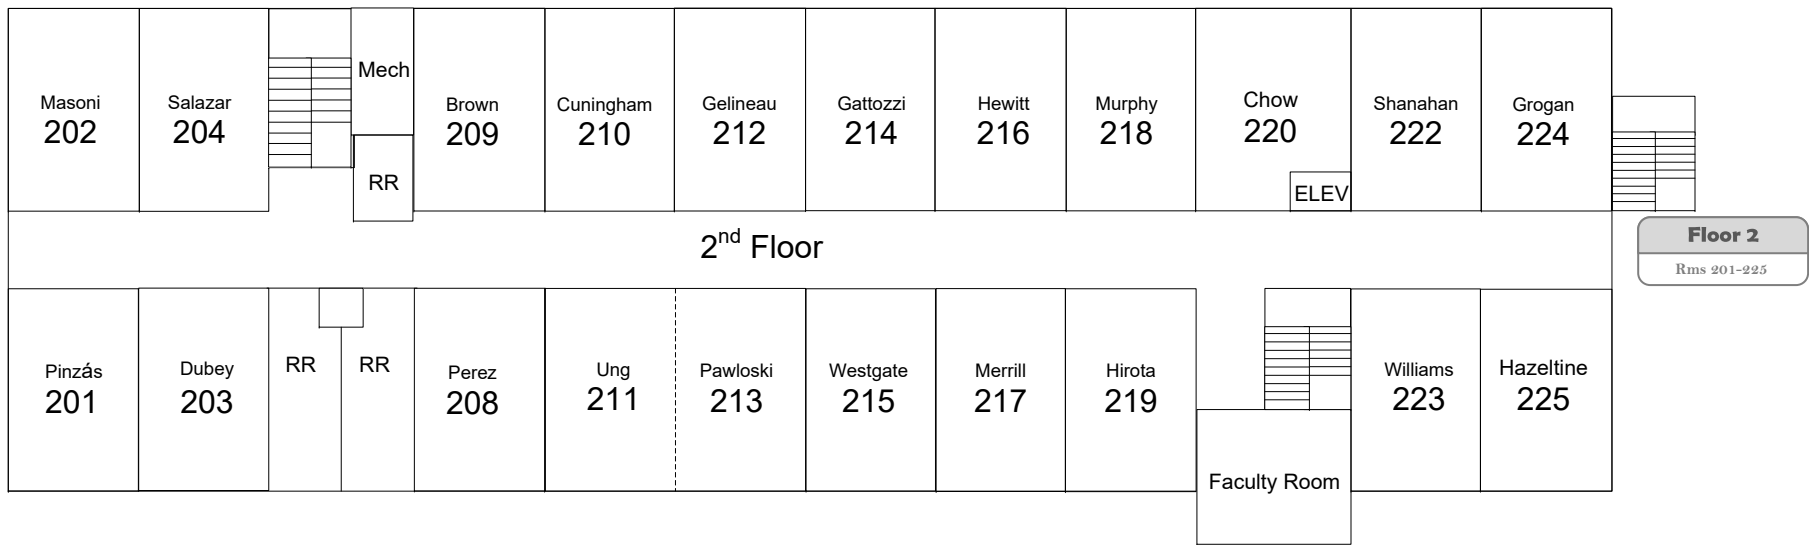 Mech
Masoni
202
Salazar
204
RR
Brown
209
Cuningham
210
Gelineau
212
Gattozzi
214
Hewitt
216
Murphy
218
Chow
220
ELEV
Shanahan
222
Grogan
224
2nd Floor
Floor 2
Rms 201-225
Pinzás
201
Dubey
203
RR
RR
Perez
208
Ung
211
Pawloski
213
Westgate
215
Merrill
217
Hirota
219
Faculty Room
Williams
223
Hazeltine
225